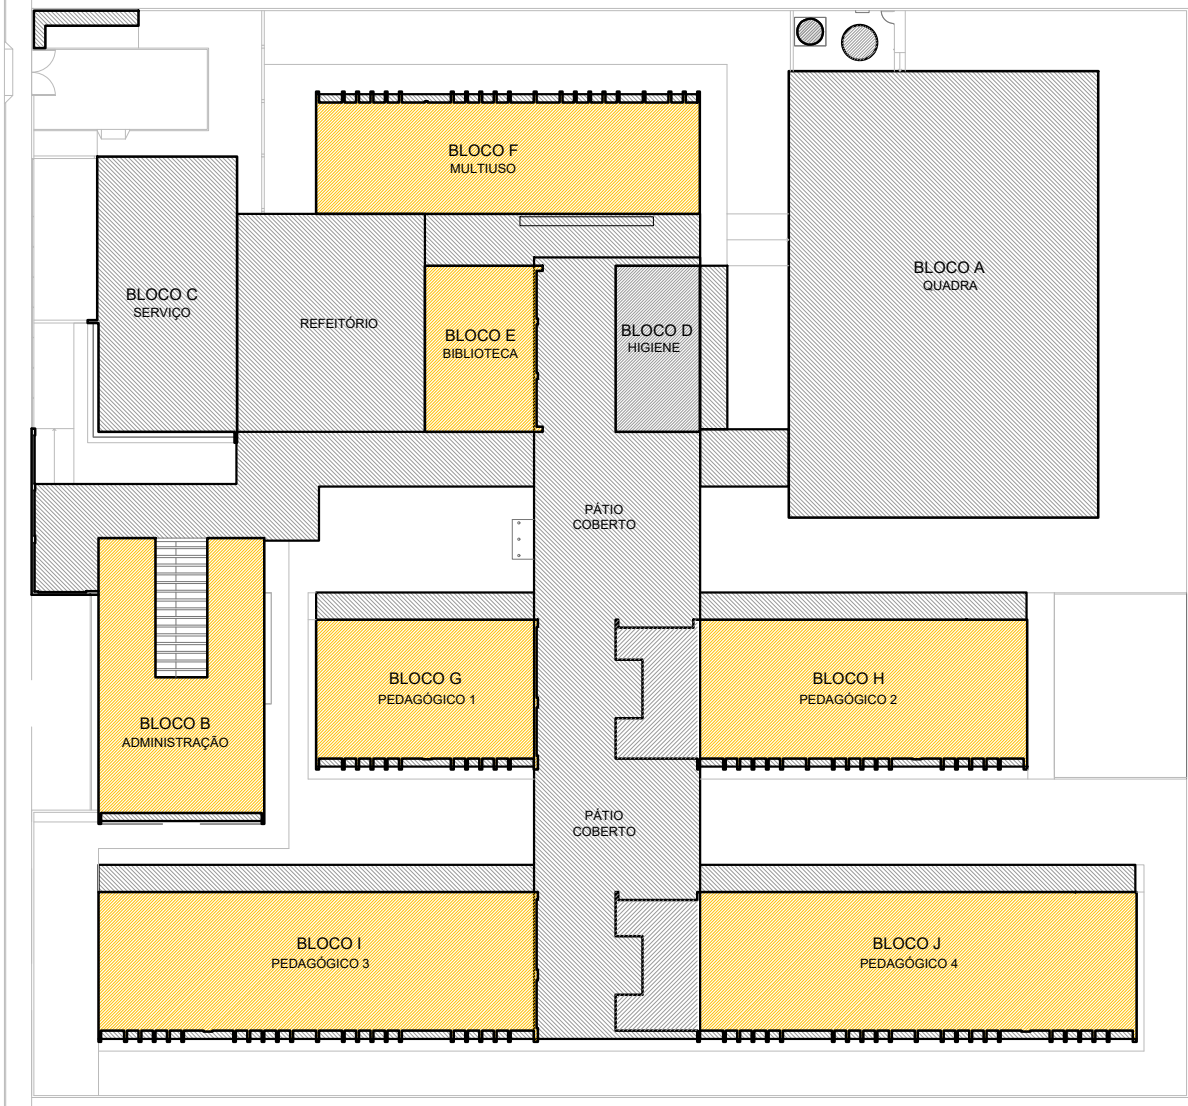 BLOCO F
MULTIUSO
BLOCO A
QUADRA
BLOCO C
SERVIÇO
REFEITÓRIO
BLOCO E
BIBLIOTECA
BLOCO D
HIGIENE
PÁTIO
COBERTO
BLOCO G
PEDAGÓGICO 1
BLOCO H
PEDAGÓGICO 2
BLOCO B
ADMINISTRAÇÃO
PÁTIO
COBERTO
BLOCO I
PEDAGÓGICO 3
BLOCO J
PEDAGÓGICO 4